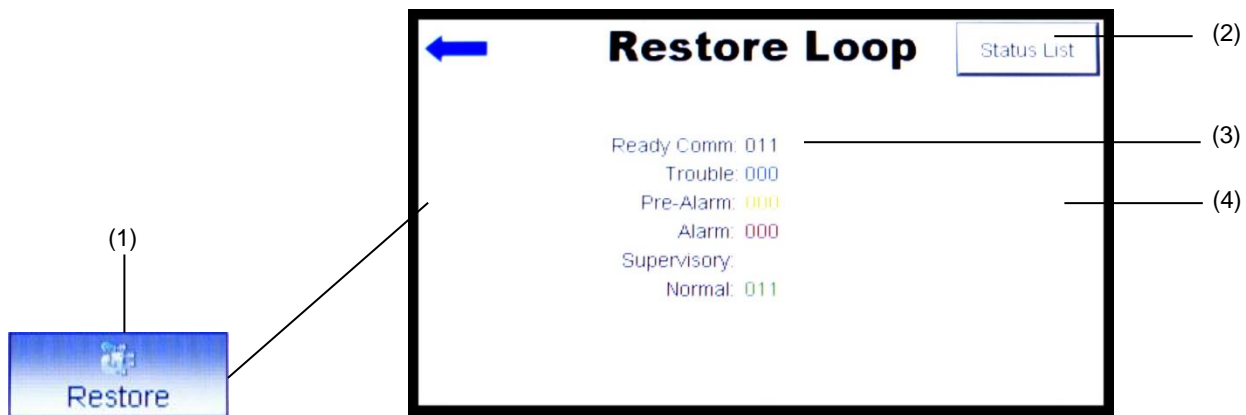 Restore Loop
Status List
(2)
Ready Comm: 011
(3)
Trouble: 000
Pre-Alarm: 000
(4)
Alarm: 000
(1)
Supervisory:
Normal: 011
Restore